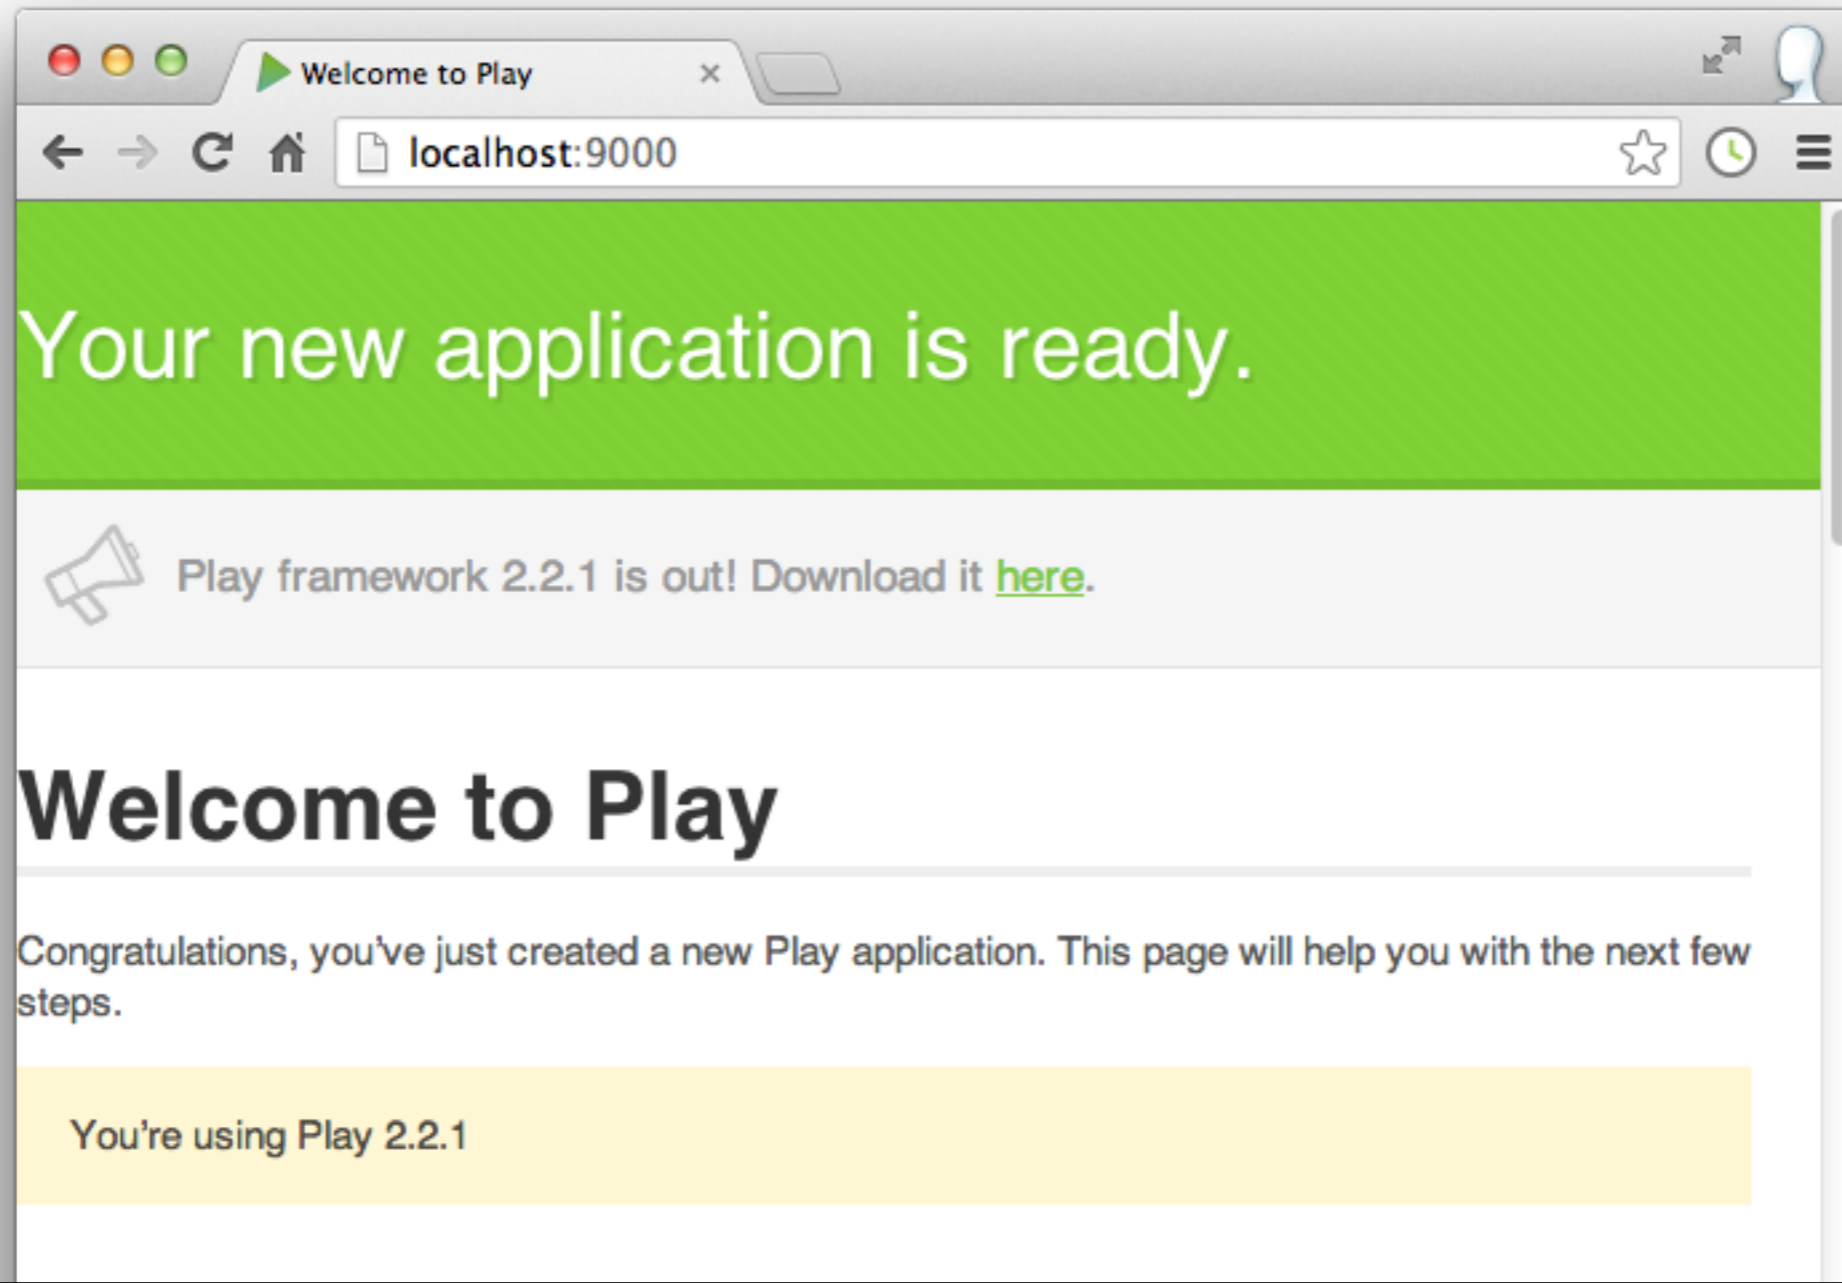 Welcome to Play
localhost:9000
Your new application is ready.
Play framework 2.2.1 is out! Download it here.
Welcome to Play
Congratulations, you’ve just created a new Play application. This page will help you with the next few
steps.
You’re using Play 2.2.1